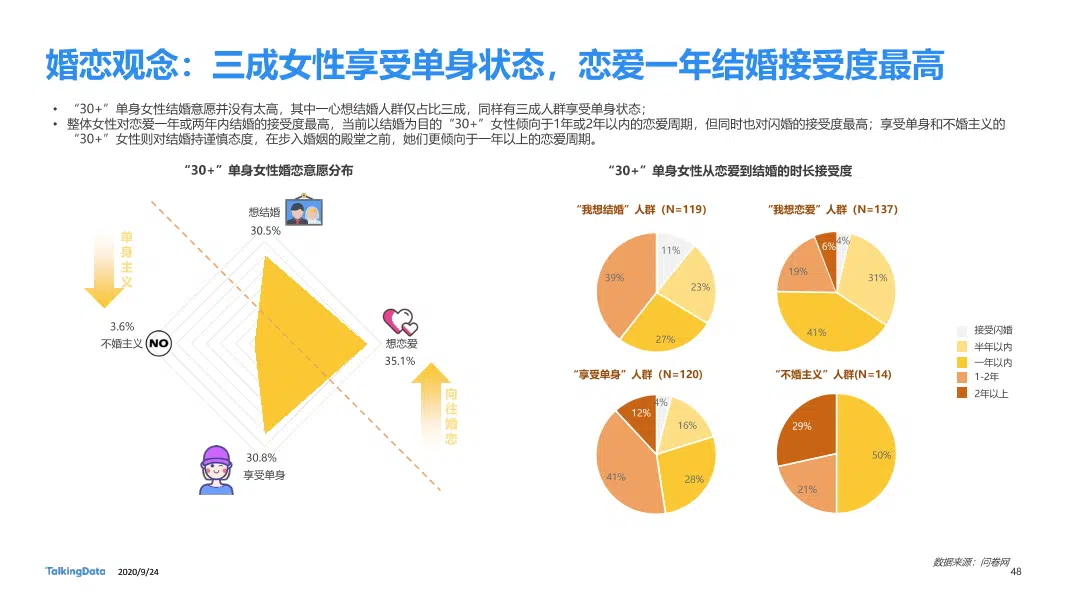 婚恋观念：三成女性享受单身状态，恋爱一年结婚接受度最高
• “30+”单身女性结婚意愿并没有太高，其中一心想结婚人群仅占比三成，同样有三成人群享受单身状态；
• 整体女性对恋爱一年或两年内结婚的接受度最高，当前以结婚为目的“30+”女性倾向于1年或2年以内的恋爱周期，但同时也对闪婚的接受度最高；享受单身和不婚主义的
“30+”女性则对结婚持谨慎态度，在步入婚姻的殿堂之前，她们更倾向于一年以上的恋爱周期。
“30+”单身女性婚恋意愿分布
想结婚
30.5%
单身主义
3.6%
不婚主义
NO
想恋爱
35.1%
向往婚恋
30.8%
享受单身
“30+”单身女性从恋爱到结婚的时长接受度
“我想结婚”人群（N=119）
11%
23%
27%
39%
“我想恋爱”人群（N=137）
4%
31%
41%
19%
6%
“享受单身”人群（N=120）
4%
16%
28%
41%
12%
“不婚主义”人群(N=14)
50%
21%
29%
接受闪婚
半年以内
一年以内
1-2年
2年以上
数据来源：问卷网
TalkingData
2020/9/24
48